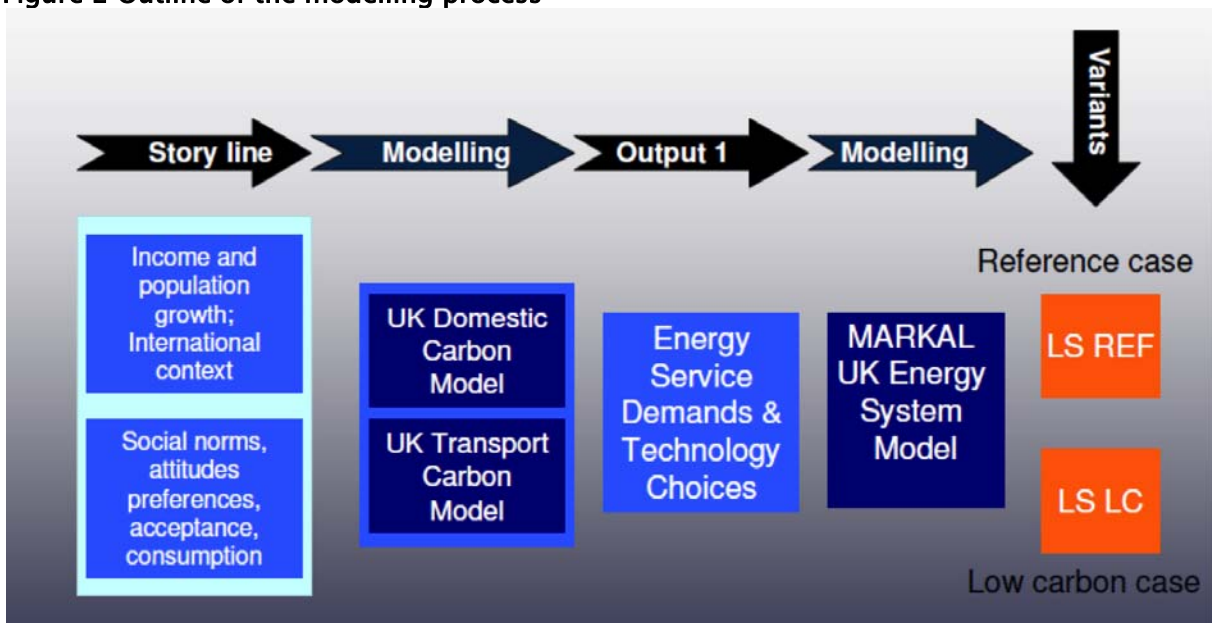 Figure 2 Outline of the modelling process
Story line
Modelling
Output 1
Modelling
Variants
Income and
population
growth;
International
context
Social norms,
attitudes
preferences,
acceptance,
consumption
UK Domestic
Carbon
Model
UK Transport
Carbon
Model
Energy
Service
Demands &
Technology
Choices
MARKAL
UK Energy
System
Model
Reference case
LS REF
LS LC
Low carbon case